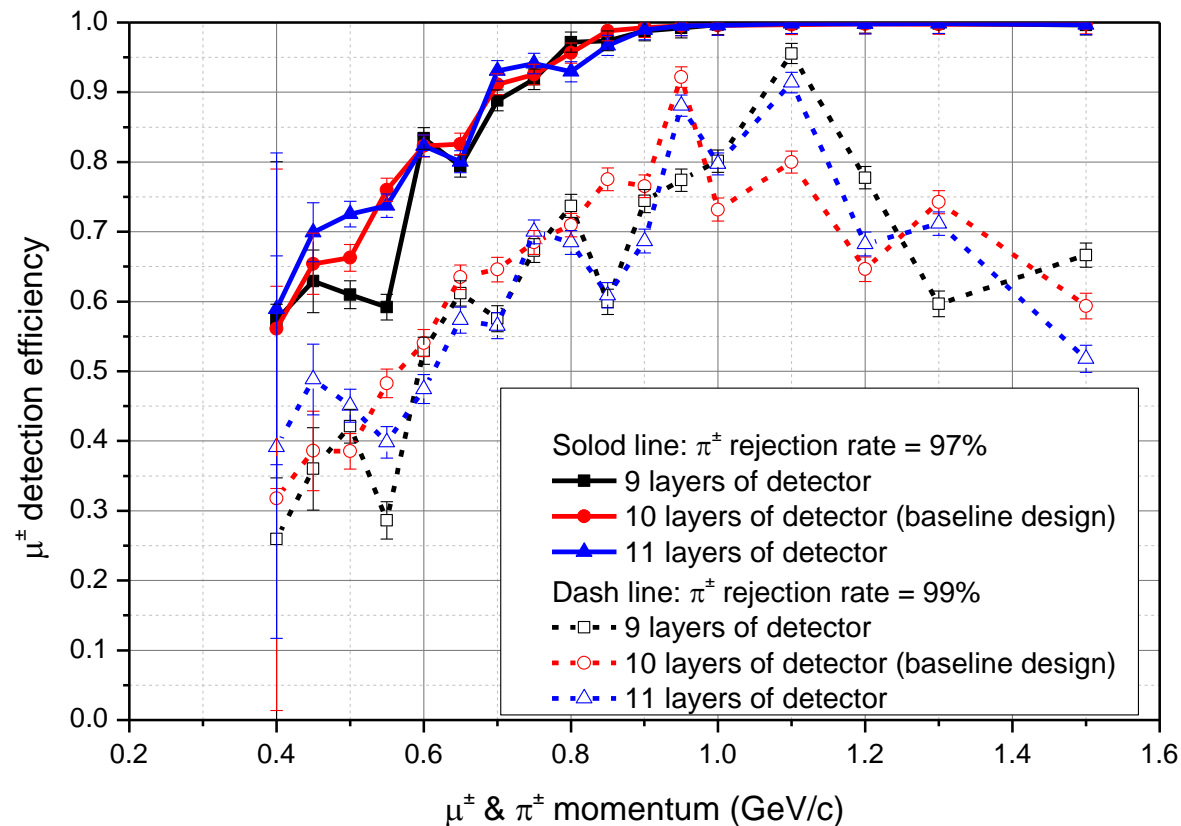 1.0
0.9
0.8
0.7
0.6
0.5
0.4
0.3
0.2
0.1
0.0
μ± detection efficiency
Solod line: π± rejection rate = 97%
9 layers of detector
10 layers of detector (baseline design)
11 layers of detector
Dash line: π± rejection rate = 99%
9 layers of detector
10 layers of detector (baseline design)
11 layers of detector
0.2 0.4 0.6 0.8 1.0 1.2 1.4 1.6
μ± & π± momentum (GeV/c)